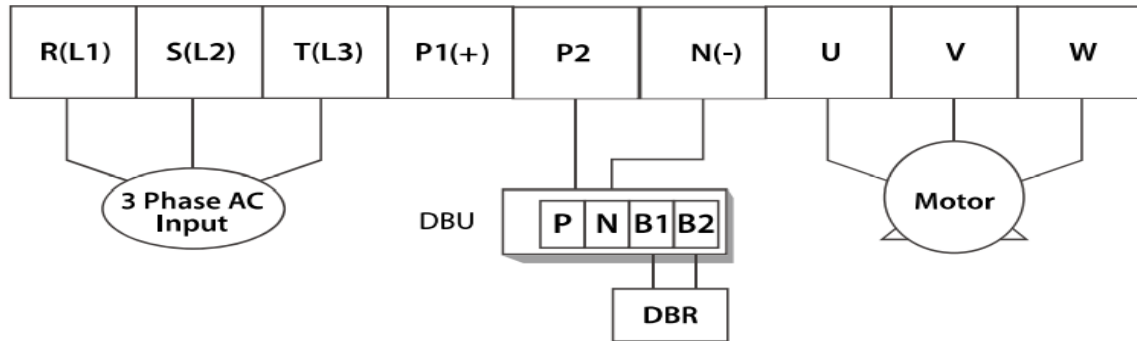 R(L1) S(L2) T(L3) P1(+) P2 N(-) U V W
3 Phase AC
Input
DBU
P N B1 B2
Motor
DBR